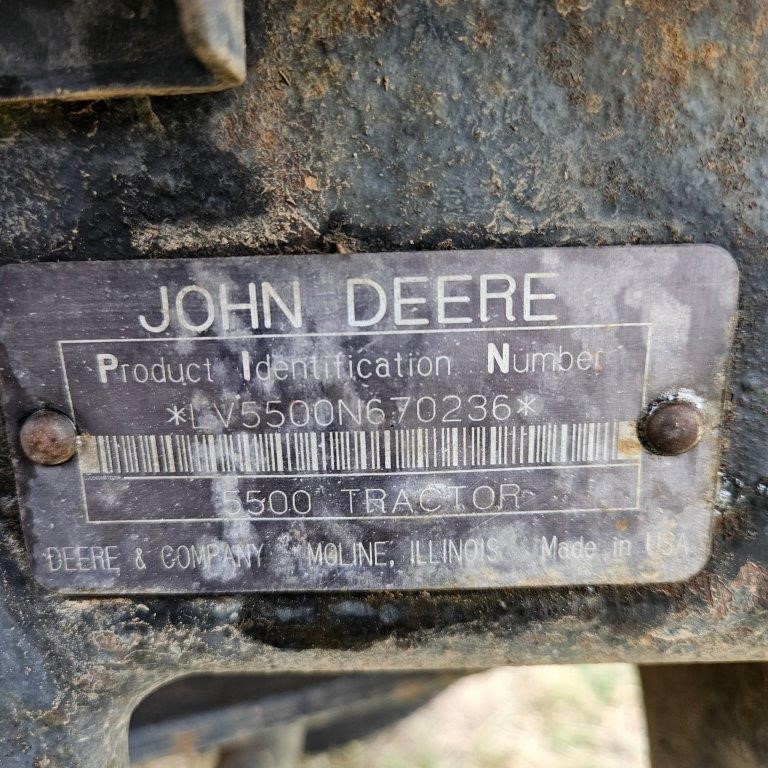 JOHN DEERE
Product Identification Number
*LV5500N670236*
5500 TRACTOR
DEERE & COMPANY MOLINE, ILLINOIS Made in USA